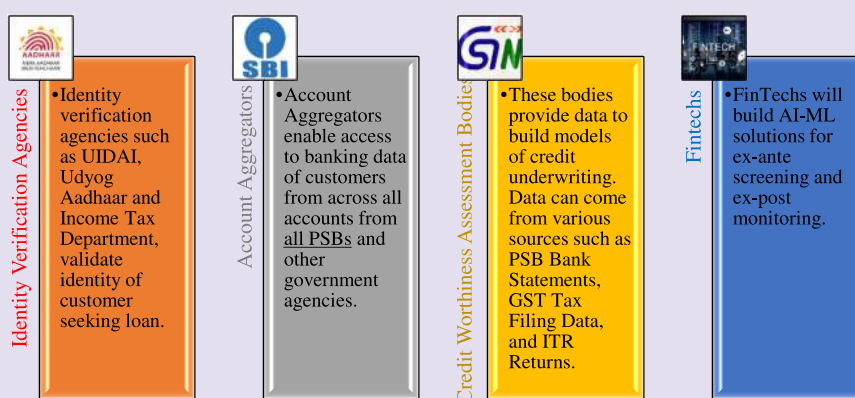 AADHAAR
Identity Verification Agencies
•Identity
verification
agencies such
as UIDAI,
Udyog
Aadhaar and
Income Tax
Department,
validate
identity of
customer
seeking loan.
SBI
Account Aggregators
•Account
Aggregators
enable access
to banking data
of customers
from across all
accounts from
all PSBs and
other
government
agencies.
GSTN
Credit Worthiness Assessment Bodies
•These bodies
provide data to
build models
of credit
underwriting.
Data can come
from various
sources such as
PSB Bank
Statements,
GST Tax
Filing Data,
and ITR
Returns.
FINTECH
Fintechs
•FinTechs will
build AI-ML
solutions for
ex-ante
screening and
ex-post
monitoring.